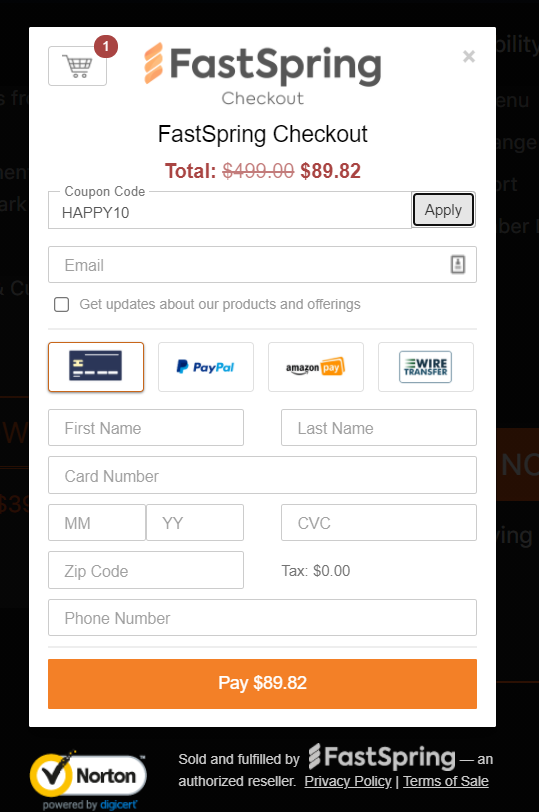 1
FastSpring
Checkout
×
FastSpring Checkout
Total: $499.00 $89.82
Coupon Code
HAPPY10
Apply
Email
Get updates about our products and offerings
PayPal
amazon pay
WIRE
TRANSFER
First Name
Last Name
Card Number
MM
YY
CVC
Zip Code
Tax: $0.00
Phone Number
Pay $89.82
Norton
powered by digicert
Sold and fulfilled by FastSpring — an
authorized reseller. Privacy Policy | Terms of Sale